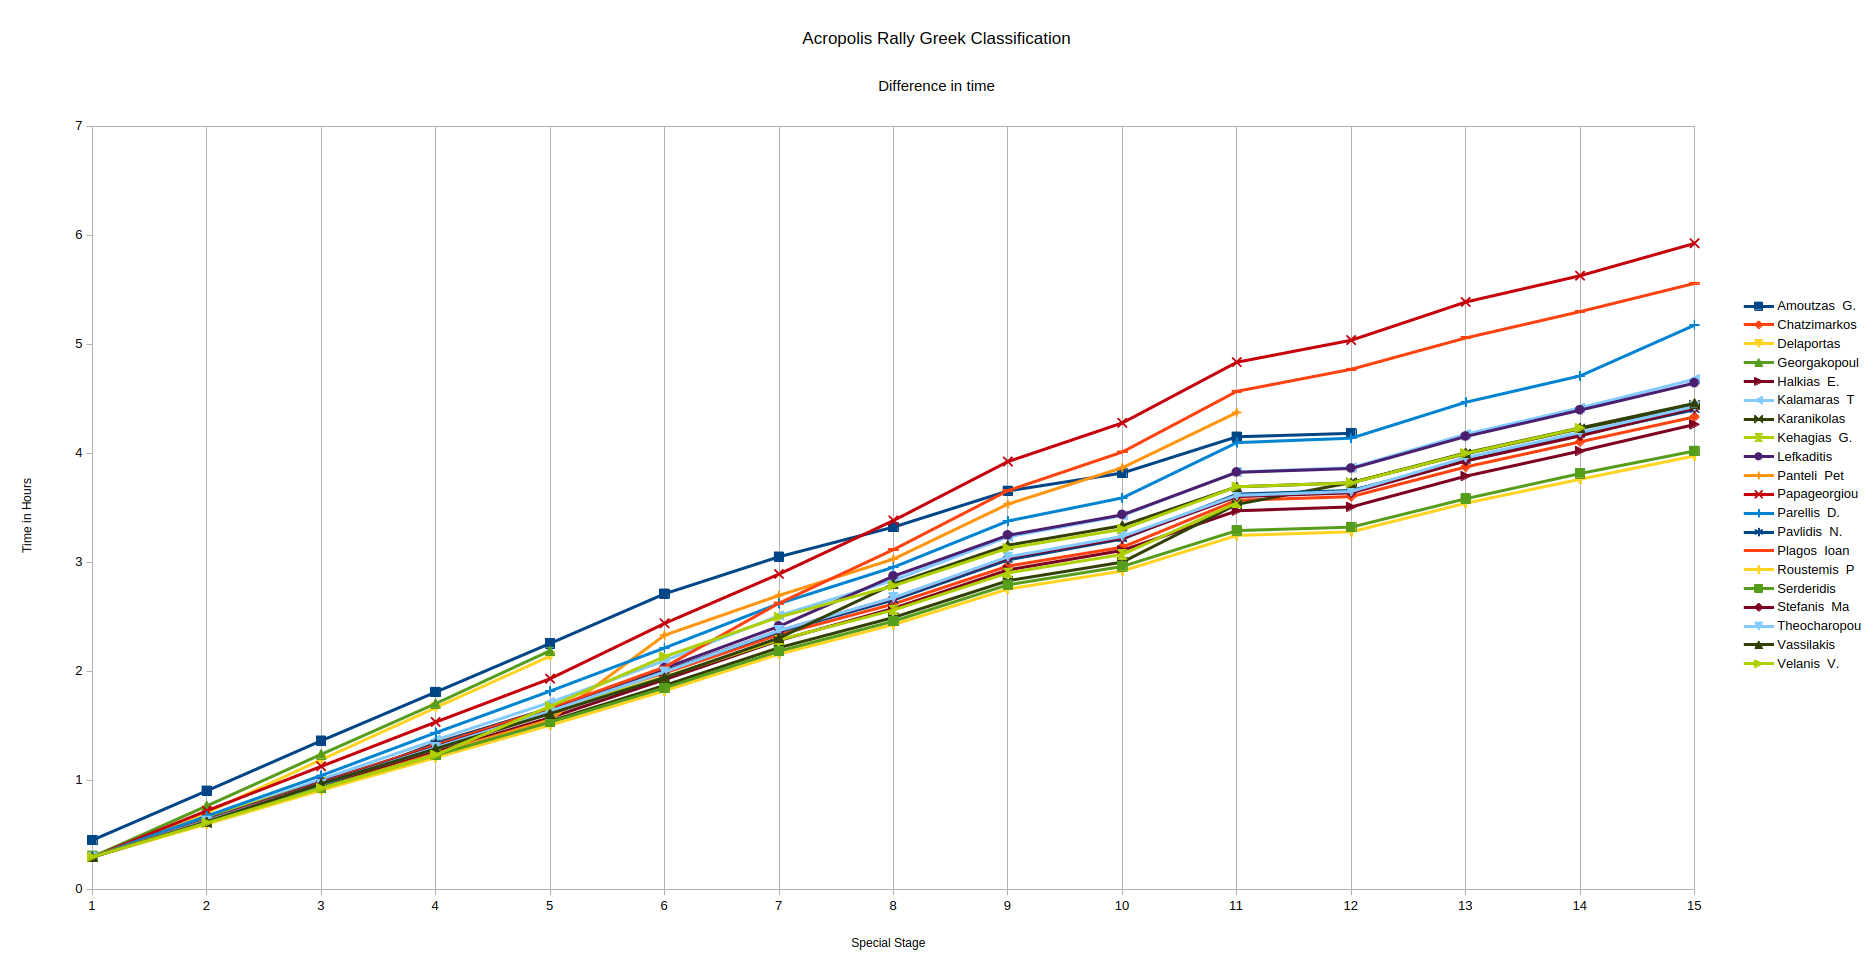 Acropolis Rally Greek Classification
Difference in time
Time in Hours
7
6
5
4
3
2
1
0
1 2 3 4 5 6 7 8 9 10 11 12 13 14 15
Special Stage
Amoutzas G.
Chatzimarkos
Delaportas
Georgakopoul
Halkias E.
Kalamaras T
Karanikolas
Kehagias G.
Lefkaditis
Panteli Pet
Papageorgiou
Parellis D.
Pavlidis N.
Plagos Ioan
Roustemis P
Serderidis
Stefanis Ma
Theocharopou
Vassilakis
Velanis V.